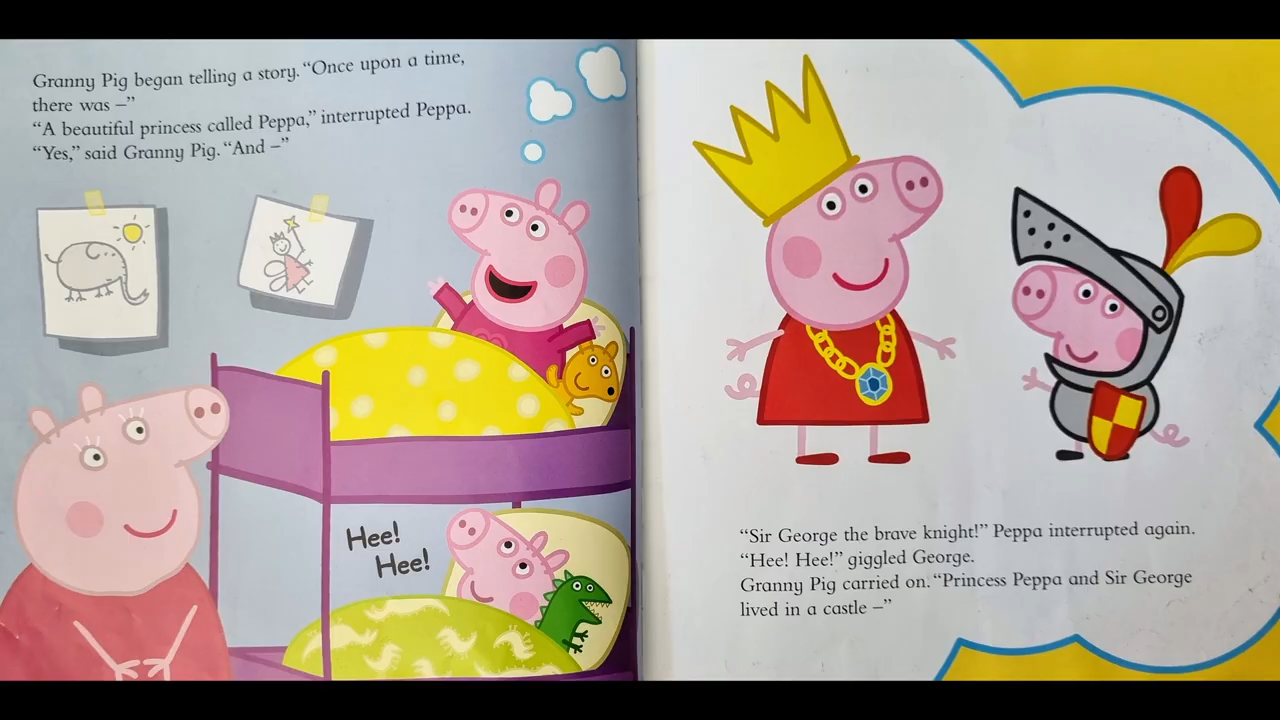 Granny Pig began telling a story. “Once upon a time,
there was –”
“A beautiful princess called Peppa,” interrupted Peppa.
“Yes,” said Granny Pig. “And –”
Hee!
Hee!
“Sir George the brave knight!” Peppa interrupted again.
“Hee! Hee!” giggled George.
Granny Pig carried on. “Princess Peppa and Sir George
lived in a castle –”